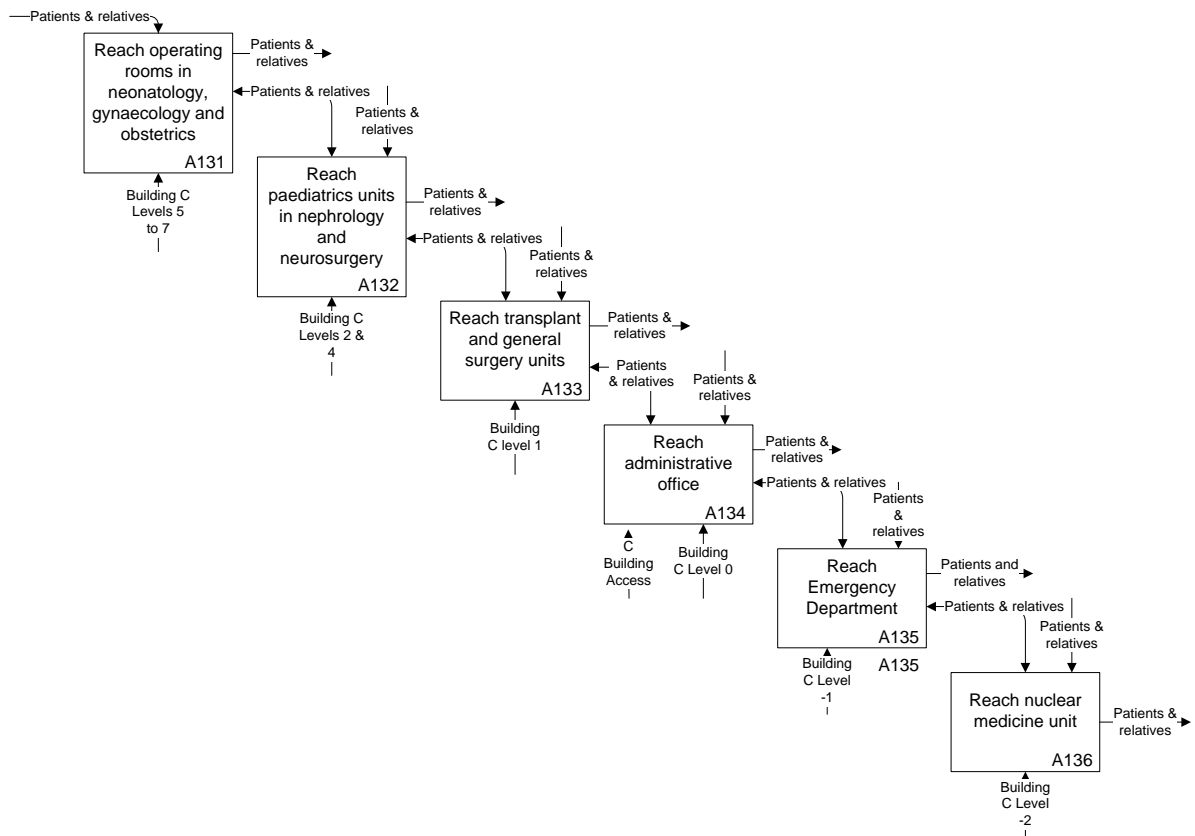 Patients & relatives
Reach operating
rooms in
neonatology,
gynaecology and
obstetrics
A131
Patients &
relatives
Patients & relatives
Patients &
relatives
Building C
Levels 5
to 7
Reach
paediatrics units
in nephrology
and
neurosurgery
A132
Patients &
relatives
Patients & relatives
Patients &
relatives
Building C
Levels 2 &
4
Reach transplant
and general
surgery units
A133
Patients &
relatives
Patients
& relatives
Patients &
relatives
Building
C level 1
Reach
administrative
office
A134
Patients &
relatives
Patients & relatives
Patients
&
relatives
C
Building
Access
Building
C Level 0
Reach
Emergency
Department
A135
A135
Patients and
relatives
Patients & relatives
Patients &
relatives
Building
C Level
-1
Reach nuclear
medicine unit
A136
Patients &
relatives
Building
C Level
-2